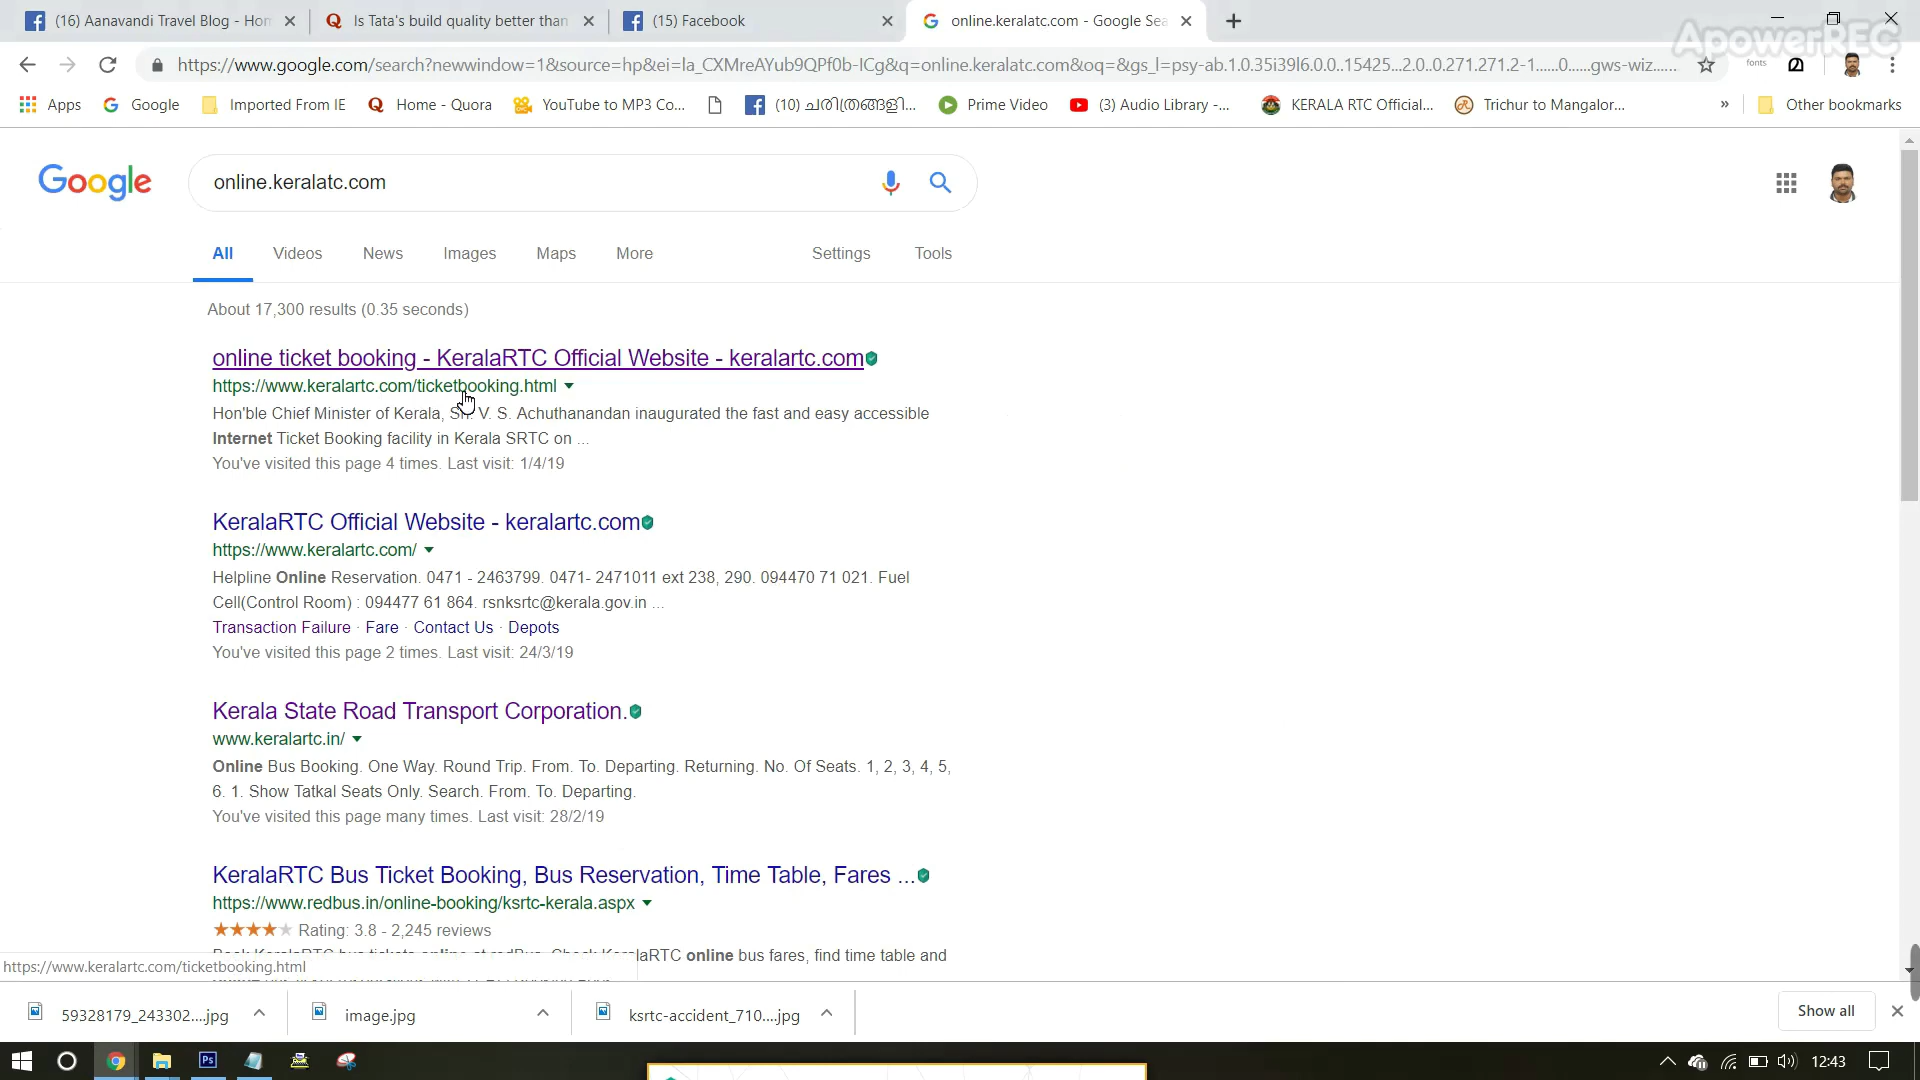 (16) Aanavandi Travel Blog - Hom
Is Tata's build quality better than
(15) Facebook
online.keralatc.com - Google Sea
ApowerREC
https://www.google.com/search?newwindow=1&source=hp&ei=la_CXMreAYub9QPf0b-ICg&q=online.keralatc.com&oq=&gs_l=psy-ab.1.0.35i39l6.0.0..15425...2.0..0.271.271.2-1......0......gws-wiz......
fonts
Apps
Google
Imported From IE
Home - Quora
YouTube to MP3 Co...
(10) ചരിത്രങ്ങളി...
Prime Video
(3) Audio Library -...
KERALA RTC Official...
Trichur to Mangalor...
»
Other bookmarks
Google
online.keralatc.com
All
Videos
News
Images
Maps
More
Settings
Tools
About 17,300 results (0.35 seconds)
online ticket booking - KeralaRTC Official Website - keralartc.com
https://www.keralartc.com/ticketbooking.html
Hon'ble Chief Minister of Kerala, Sri. V. S. Achuthanandan inaugurated the fast and easy accessible
Internet Ticket Booking facility in Kerala SRTC on ...
You've visited this page 4 times. Last visit: 1/4/19
KeralaRTC Official Website - keralartc.com
https://www.keralartc.com/
Helpline Online Reservation. 0471 - 2463799. 0471- 2471011 ext 238, 290. 094470 71 021. Fuel
Cell(Control Room) : 094477 61 864. rsnksrtc@kerala.gov.in ...
Transaction Failure · Fare · Contact Us · Depots
You've visited this page 2 times. Last visit: 24/3/19
Kerala State Road Transport Corporation.
www.keralartc.in/
Online Bus Booking. One Way. Round Trip. From. To. Departing. Returning. No. Of Seats. 1, 2, 3, 4, 5,
6. 1. Show Tatkal Seats Only. Search. From. To. Departing.
You've visited this page many times. Last visit: 28/2/19
KeralaRTC Bus Ticket Booking, Bus Reservation, Time Table, Fares ...
https://www.redbus.in/online-booking/ksrtc-kerala.aspx
Rating: 3.8 - 2,245 reviews
Book KeralaRTC bus tickets online at redBus. Check KeralaRTC online bus fares, find time table and
https://www.keralartc.com/ticketbooking.html
59328179_243302....jpg
image.jpg
ksrtc-accident_710....jpg
Show all
Ps
12:43